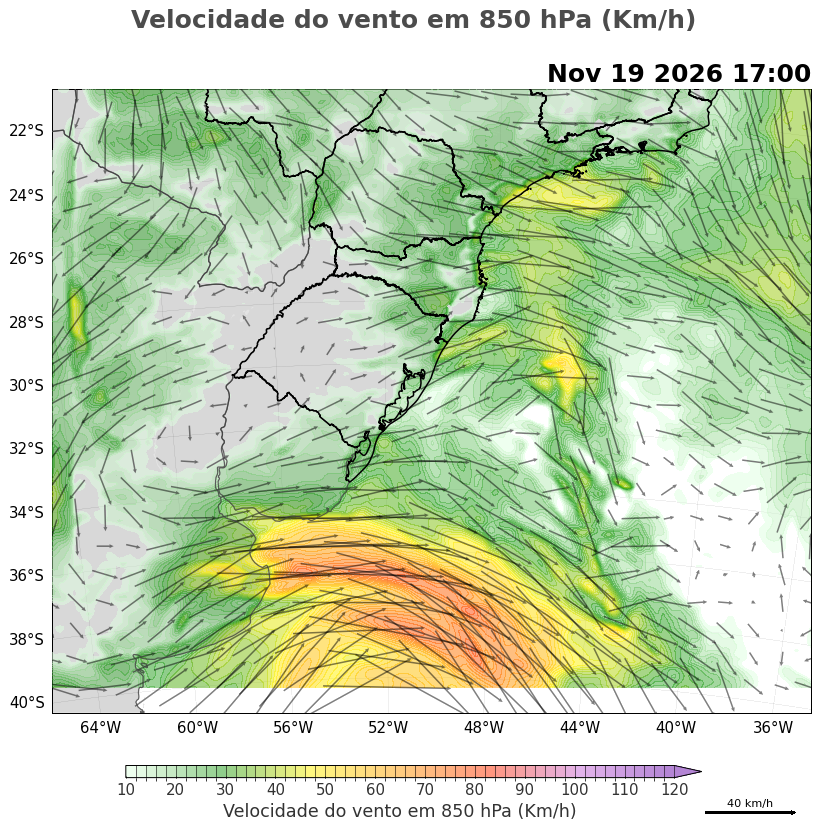 Velocidade do vento em 850 hPa (Km/h)
Nov 19 2026 17:00
22°S
24°S
26°S
28°S
30°S
32°S
34°S
36°S
38°S
40°S
64°W 60°W 56°W 52°W 48°W 44°W 40°W 36°W
10 20 30 40 50 60 70 80 90 100 110 120
Velocidade do vento em 850 hPa (Km/h)
40 km/h